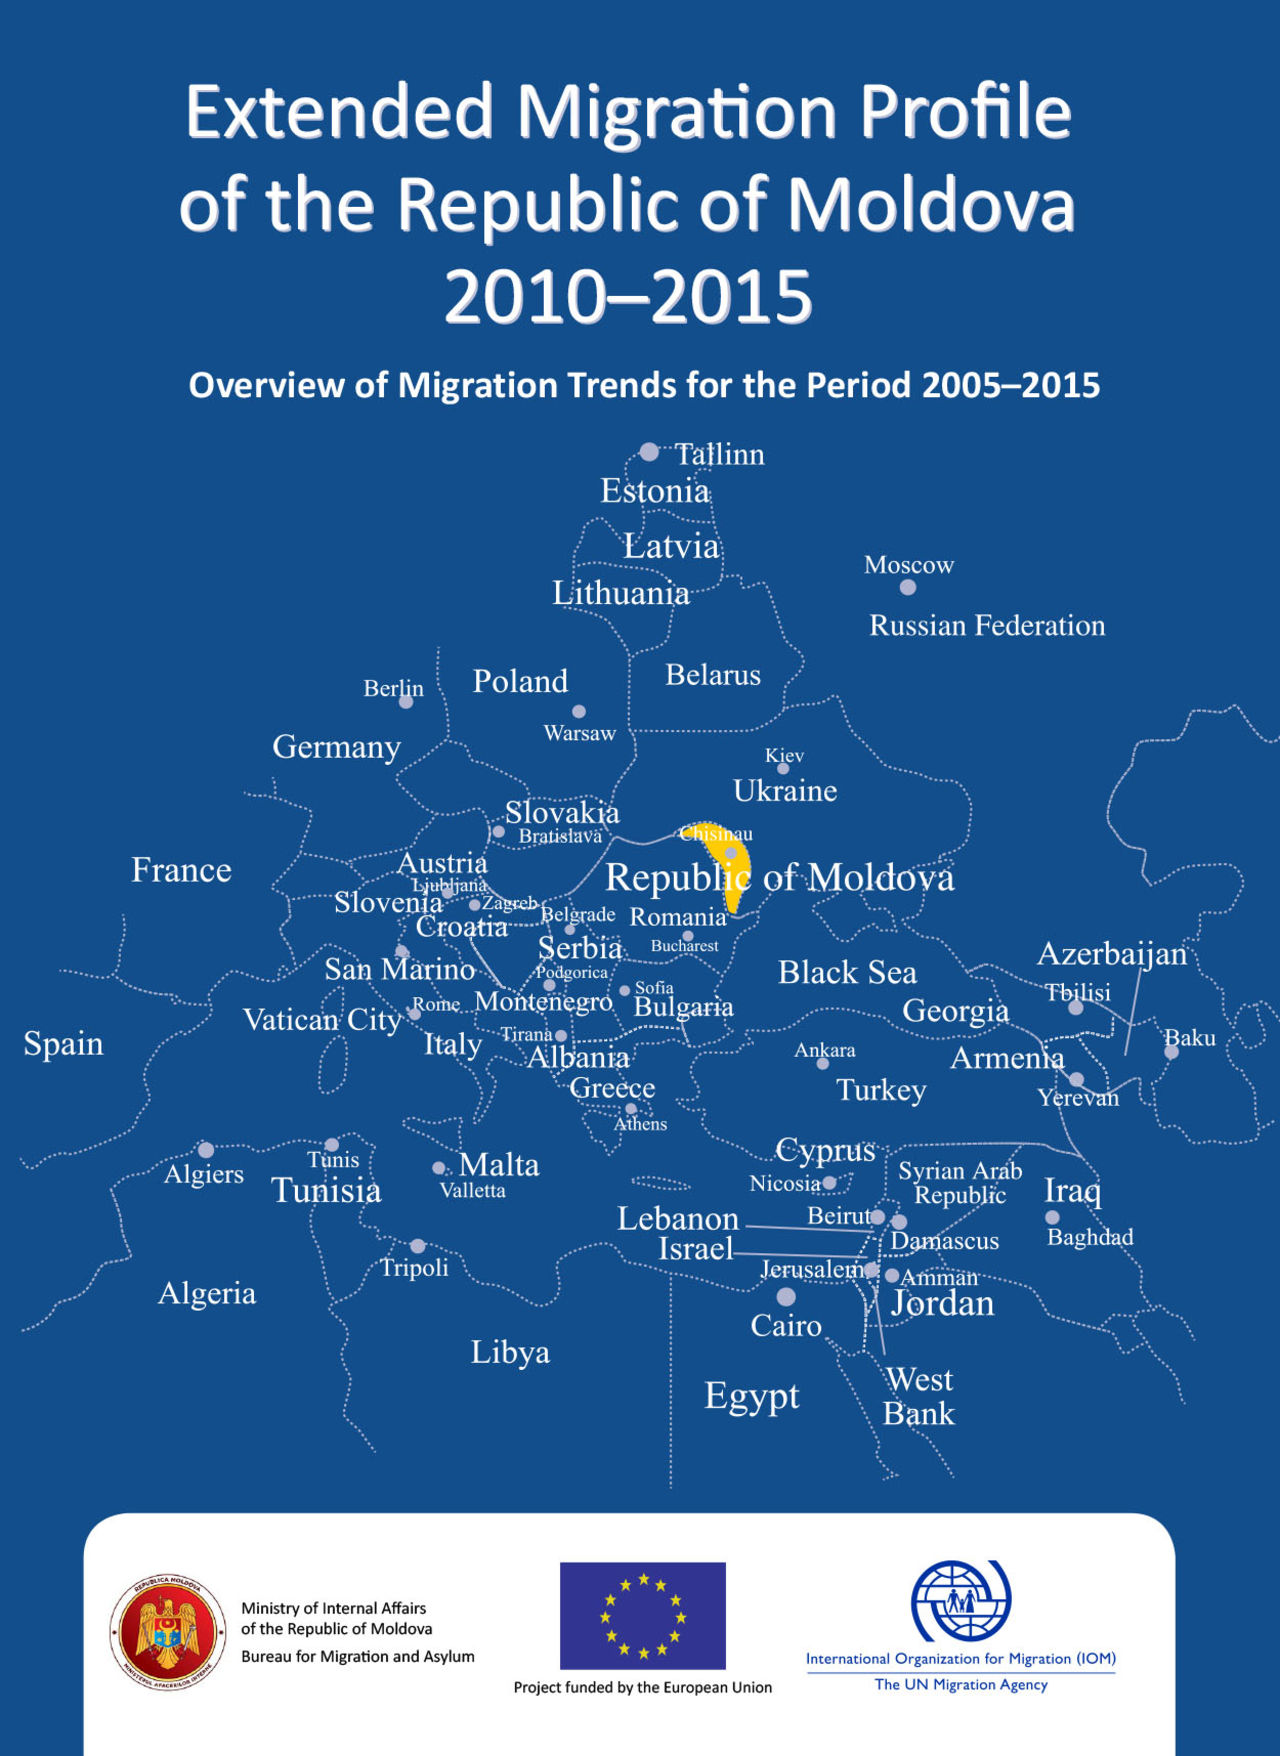 Extended Migration Profile
of the Republic of Moldova
2010–2015
Overview of Migration Trends for the Period 2005–2015
Tallinn
Estonia
Latvia
Moscow
Lithuania
Russian Federation
Belarus
Poland
Berlin
Warsaw
Germany
Kiev
Ukraine
Slovakia
Bratislava
Chisinau
Austria
France
Republic of Moldova
Ljubljana
Slovenia
Zagreb
Belgrade
Romania
Croatia
Serbia
Bucharest
Azerbaijan
San Marino
Podgorica
Black Sea
Sofia
Tbilisi
Rome
Montenegro
Bulgaria
Georgia
Vatican City
Tirana
Baku
Spain
Italy
Ankara
Albania
Armenia
Greece
Turkey
Yerevan
Athens
Cyprus
Tunis
Malta
Algiers
Syrian Arab
Republic
Nicosia
Tunisia
Valletta
Iraq
Lebanon
Beirut
Baghdad
Damascus
Israel
Tripoli
Jerusalem
Amman
Algeria
Jordan
Cairo
Libya
West
Bank
Egypt
REPUBLICA MOLDOVA
MINISTERUL AFACERILOR INTERNE
Ministry of Internal Affairs
of the Republic of Moldova
Bureau for Migration and Asylum
Project funded by the European Union
International Organization for Migration (IOM)
The UN Migration Agency